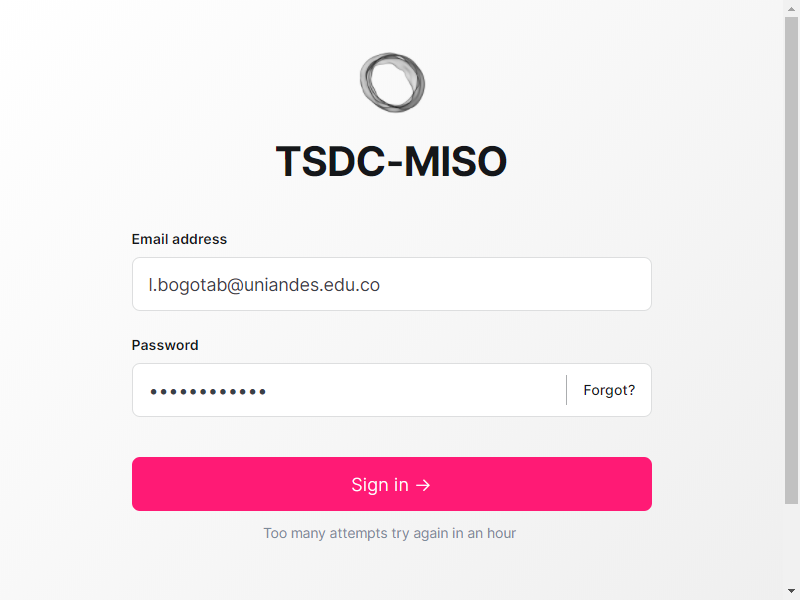 TSDC-MISO
Email address
l.bogotab@uniandes.edu.co
Password
••••••••••••
Forgot?
Sign in →
Too many attempts try again in an hour